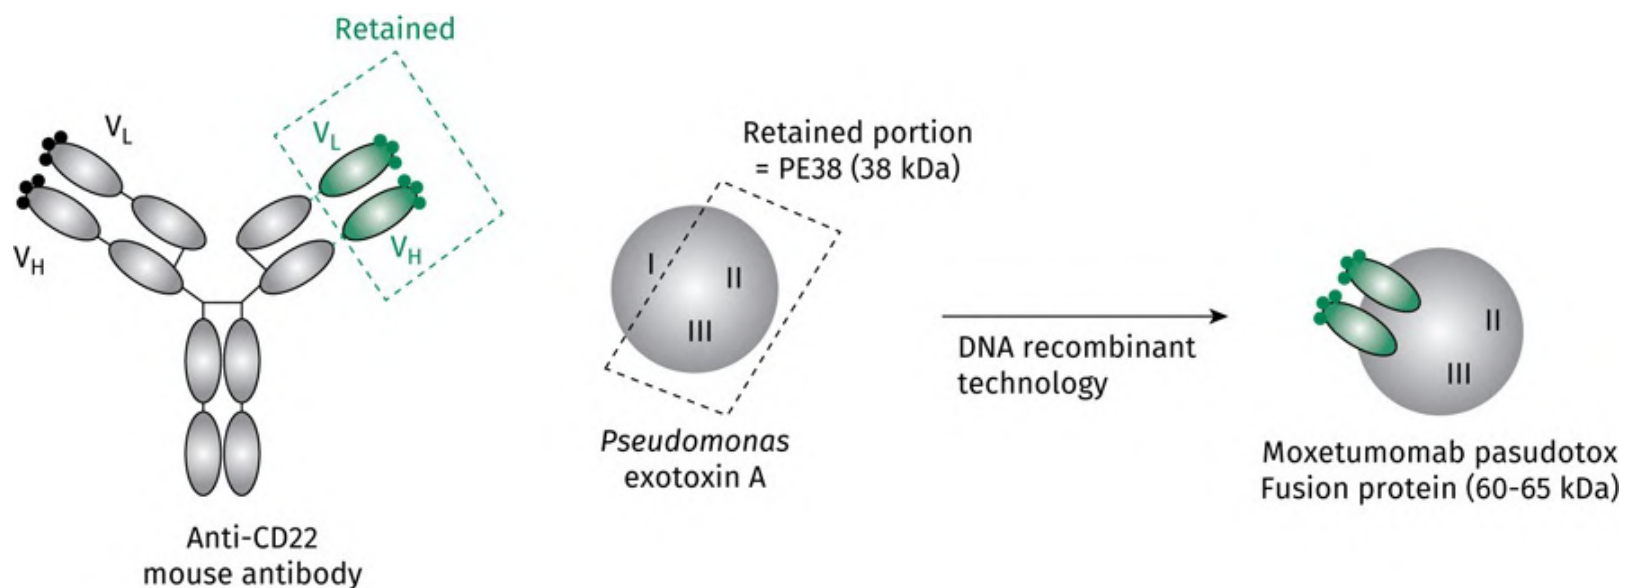 Retained
V_L
V_H
V_L
V_H
Anti-CD22
mouse antibody
Retained portion
= PE38 (38 kDa)
I
II
III
Pseudomonas
exotoxin A
DNA recombinant
technology
II
III
Moxetumomab pasudotox
Fusion protein (60-65 kDa)